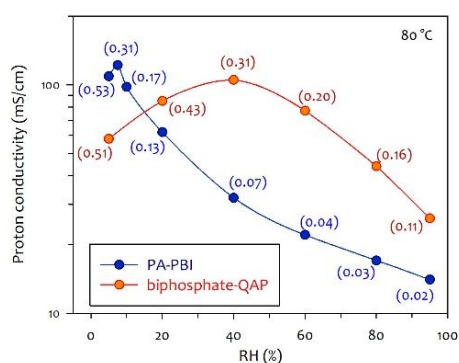 80 °C
Proton conductivity (mS/cm)
100
10
(0.53)
(0.31)
(0.17)
(0.13)
(0.07)
(0.04)
(0.03)
(0.02)
(0.51)
(0.43)
(0.31)
(0.20)
(0.16)
(0.11)
PA-PBI
biphosphate-QAP
0 20 40 60 80 100
RH (%)